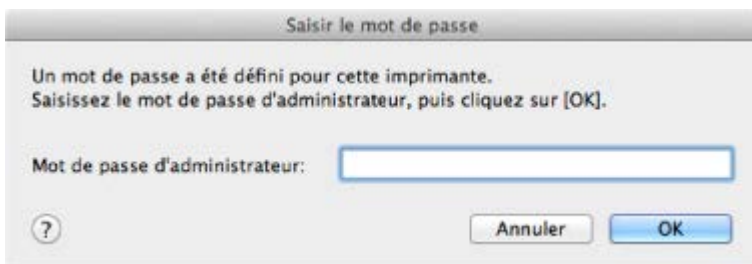 Saisir le mot de passe
Un mot de passe a été défini pour cette imprimante.
Saisissez le mot de passe d'administrateur, puis cliquez sur [OK].
Mot de passe d'administrateur:
? Annuler OK